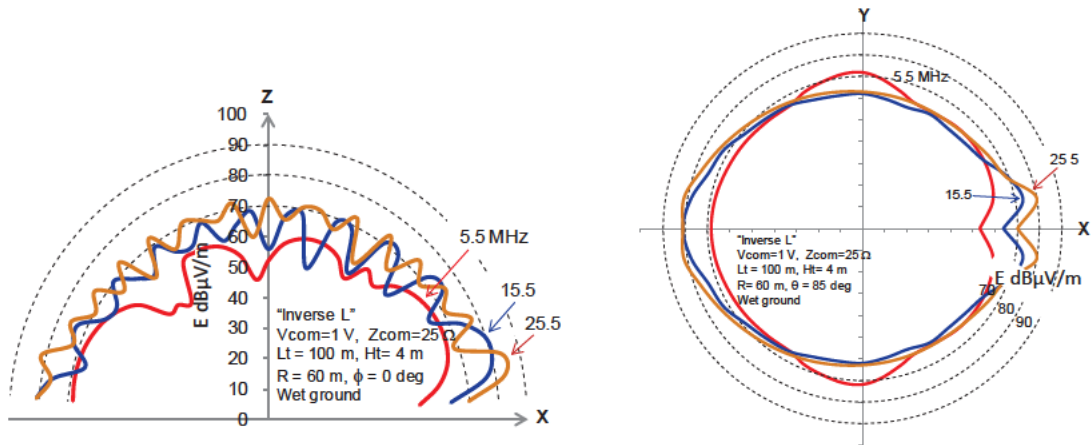 Z
100
90
80
70
60
50
40
30
20
10
0
E dBµV/m
5.5 MHz
15.5
25.5
"Inverse L"
Vcom=1 V, Zcom=25 Ω
Lt = 100 m, Ht= 4 m
R = 60 m, ϕ = 0 deg
Wet ground
X
Y
5.5 MHz
25 5
15.5
X
"Inverse L"
Vcom=1 V, Zcom=25 Ω
Lt = 100 m, Ht= 4 m
R= 60 m, θ = 85 deg
Wet ground
E dBµV/m
70
80
90